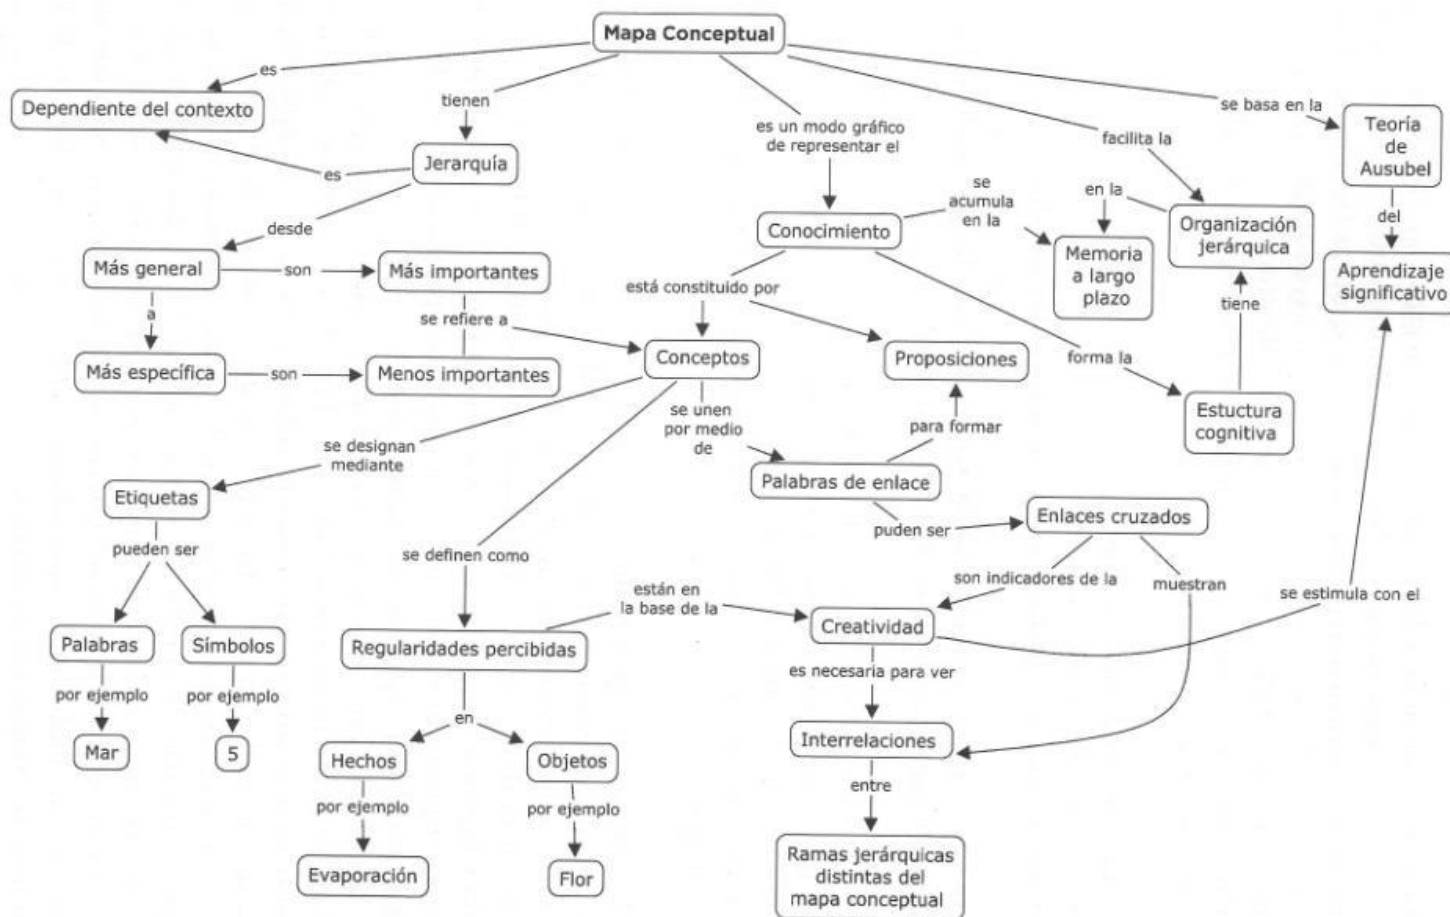 Mapa Conceptual
es
Dependiente del contexto
tienen
es
Jerarquía
desde
Más general
son
Más importantes
a
se refiere a
Más específica
son
Menos importantes
es un modo gráfico
de representar el
Conocimiento
se
acumula
en la
Memoria
a largo
plazo
en la
facilita la
Organización
jerárquica
se basa en la
Teoría
de
Ausubel
del
Aprendizaje
significativo
está constituido por
Conceptos
Proposiciones
forma la
tiene
Estuctura
cognitiva
se unen
por medio
de
para formar
Palabras de enlace
puden ser
Enlaces cruzados
se designan
mediante
Etiquetas
pueden ser
Palabras
Símbolos
por ejemplo
por ejemplo
Mar
5
se definen como
Regularidades percibidas
están en
la base de la
son indicadores de la
muestran
Creatividad
se estimula con el
es necesaria para ver
Interrelaciones
entre
Ramas jerárquicas
distintas del
mapa conceptual
en
Hechos
Objetos
por ejemplo
por ejemplo
Evaporación
Flor